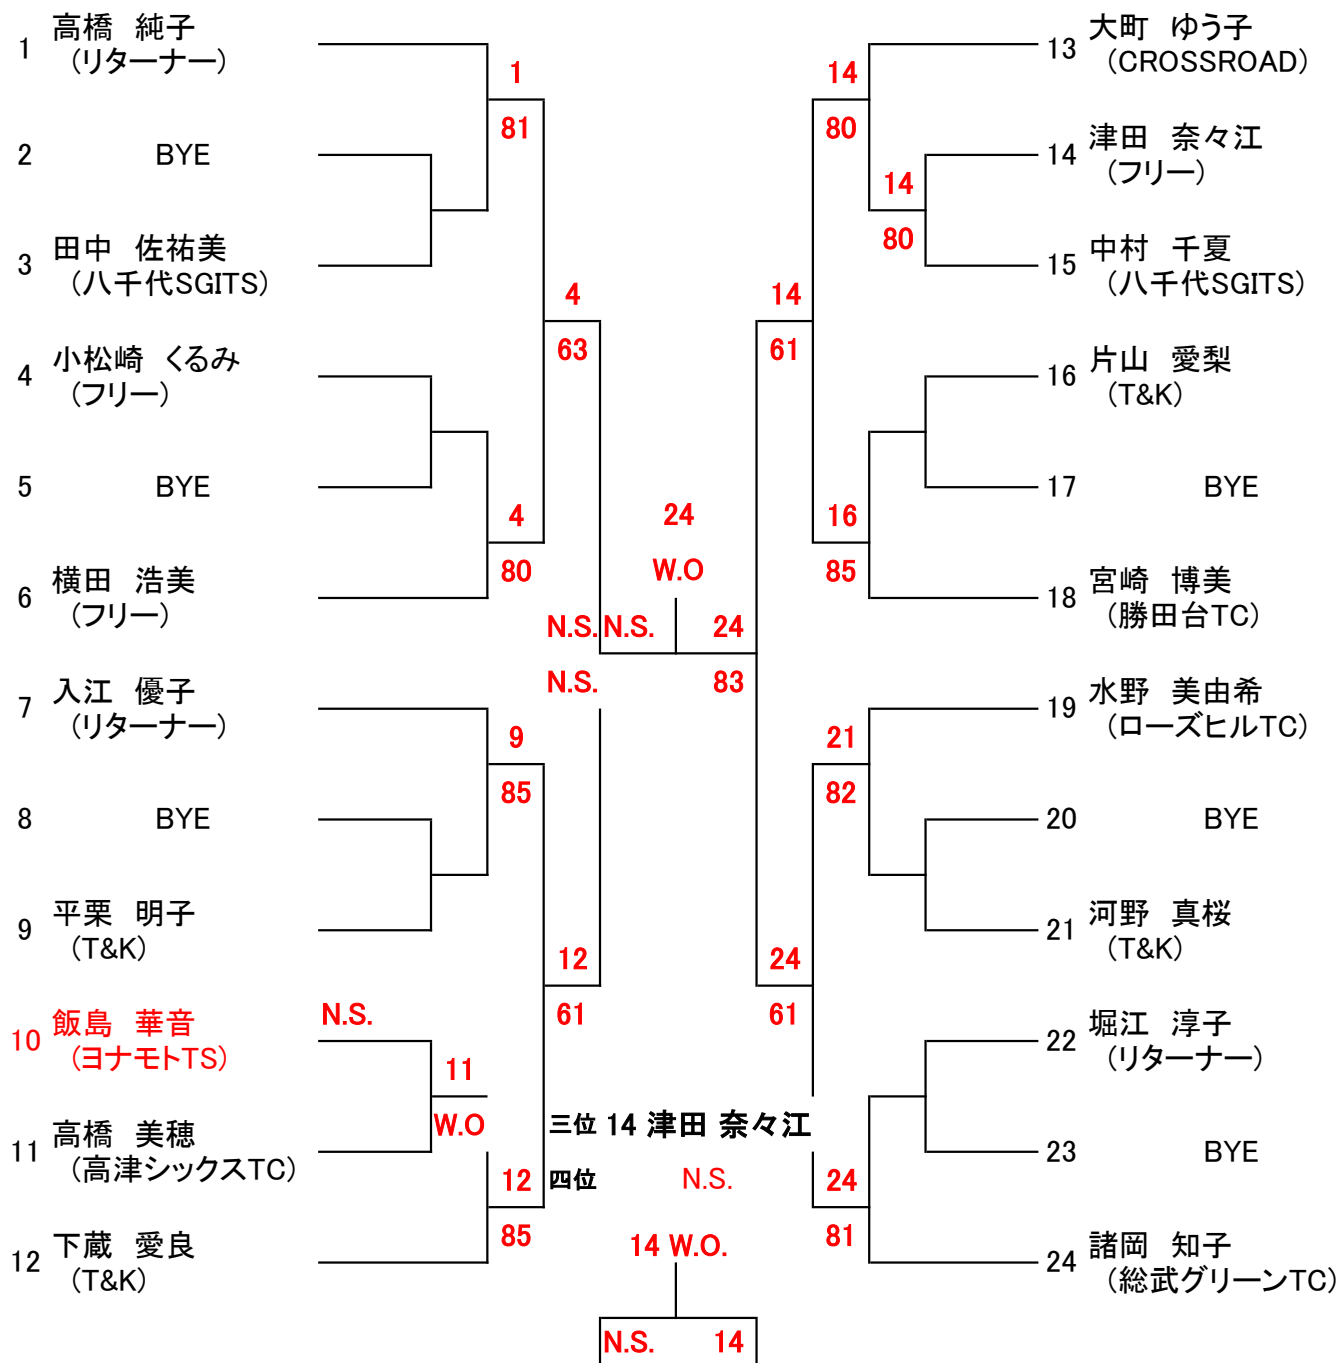 1 高橋 純子
(リターナー)
2 BYE
3 田中 佐祐美
(八千代SGITS)
4 小松崎 くるみ
(フリー)
5 BYE
6 横田 浩美
(フリー)
7 入江 優子
(リターナー)
8 BYE
9 平栗 明子
(T&K)
10 飯島 華音
(ヨナモトTS)
11 高橋 美穂
(高津シックスTC)
12 下蔵 愛良
(T&K)
1
81
4
63
4
80
9
85
12
61
N.S.
11
W.O
12
85
N.S. N.S.
N.S.
24
W.O
24
83
三位 14 津田 奈々江
四位 N.S.
14 W.O.
N.S. 14
14
80
14
80
14
61
16
85
21
82
24
61
24
81
13 大町 ゆう子
(CROSSROAD)
14 津田 奈々江
(フリー)
15 中村 千夏
(八千代SGITS)
16 片山 愛梨
(T&K)
17 BYE
18 宮崎 博美
(勝田台TC)
19 水野 美由希
(ローズヒルTC)
20 BYE
21 河野 真桜
(T&K)
22 堀江 淳子
(リターナー)
23 BYE
24 諸岡 知子
(総武グリーンTC)